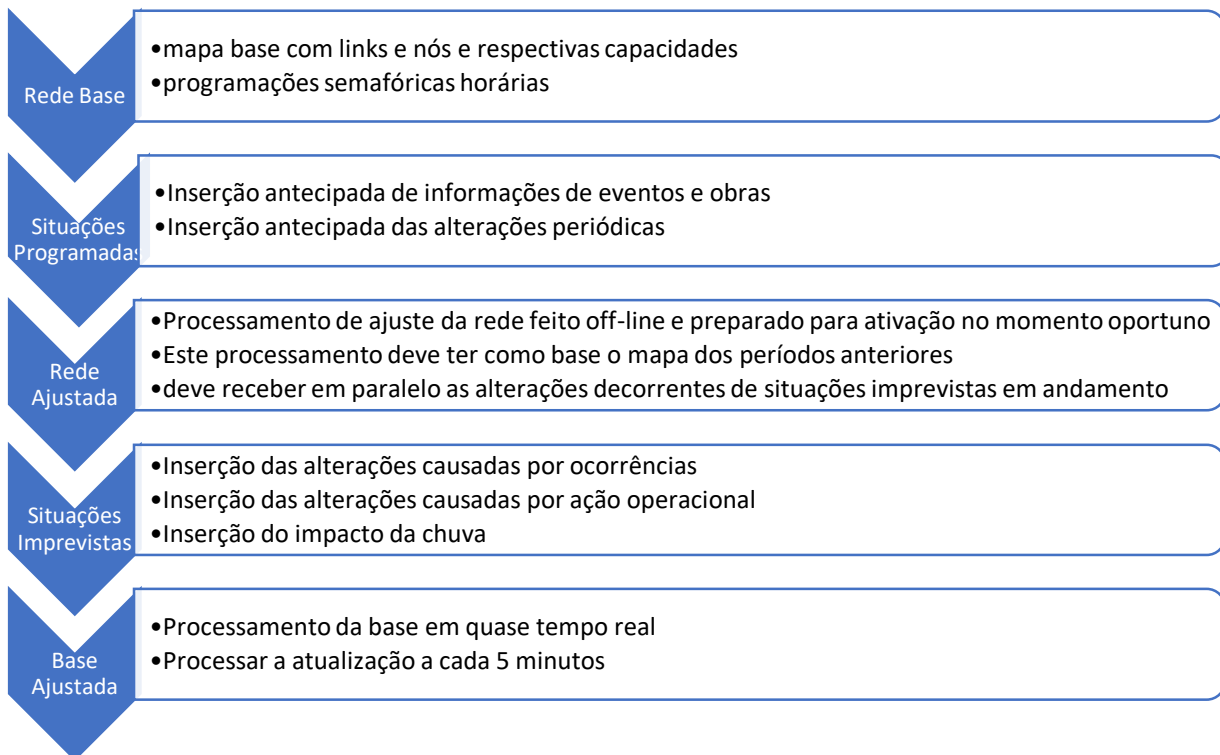 Rede Base
•mapa base com links e nós e respectivas capacidades
•programações semafóricas horárias
Situações
Programadas
•Inserção antecipada de informações de eventos e obras
•Inserção antecipada das alterações periódicas
Rede
Ajustada
•Processamento de ajuste da rede feito off-line e preparado para ativação no momento oportuno
•Este processamento deve ter como base o mapa dos períodos anteriores
•deve receber em paralelo as alterações decorrentes de situações imprevistas em andamento
Situações
Imprevistas
•Inserção das alterações causadas por ocorrências
•Inserção das alterações causadas por ação operacional
•Inserção do impacto da chuva
Base
Ajustada
•Processamento da base em quase tempo real
•Processar a atualização a cada 5 minutos